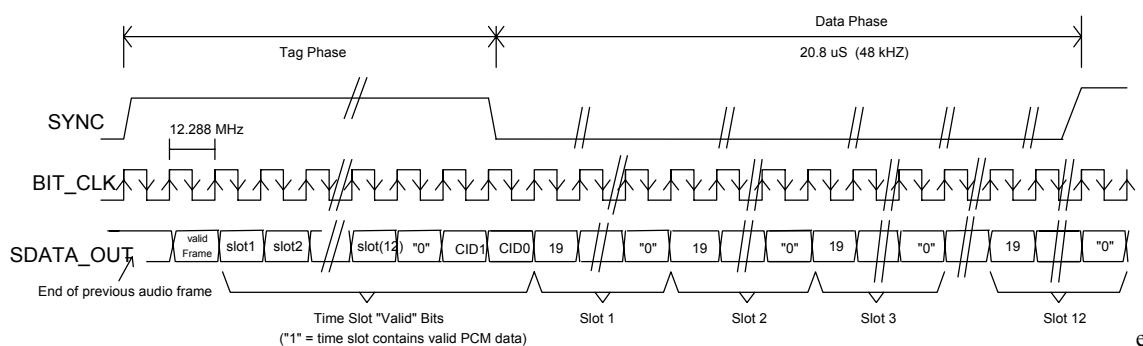 Data Phase
Tag Phase
20.8 uS (48 kHZ)
SYNC
12.288 MHz
BIT_CLK
SDATA_OUT
valid
Frame
slot1
slot2
slot(12)
"0"
CID1
CID0
19
"0"
19
"0"
19
"0"
19
"0"
End of previous audio frame
Time Slot "Valid" Bits
("1" = time slot contains valid PCM data)
Slot 1
Slot 2
Slot 3
Slot 12
e